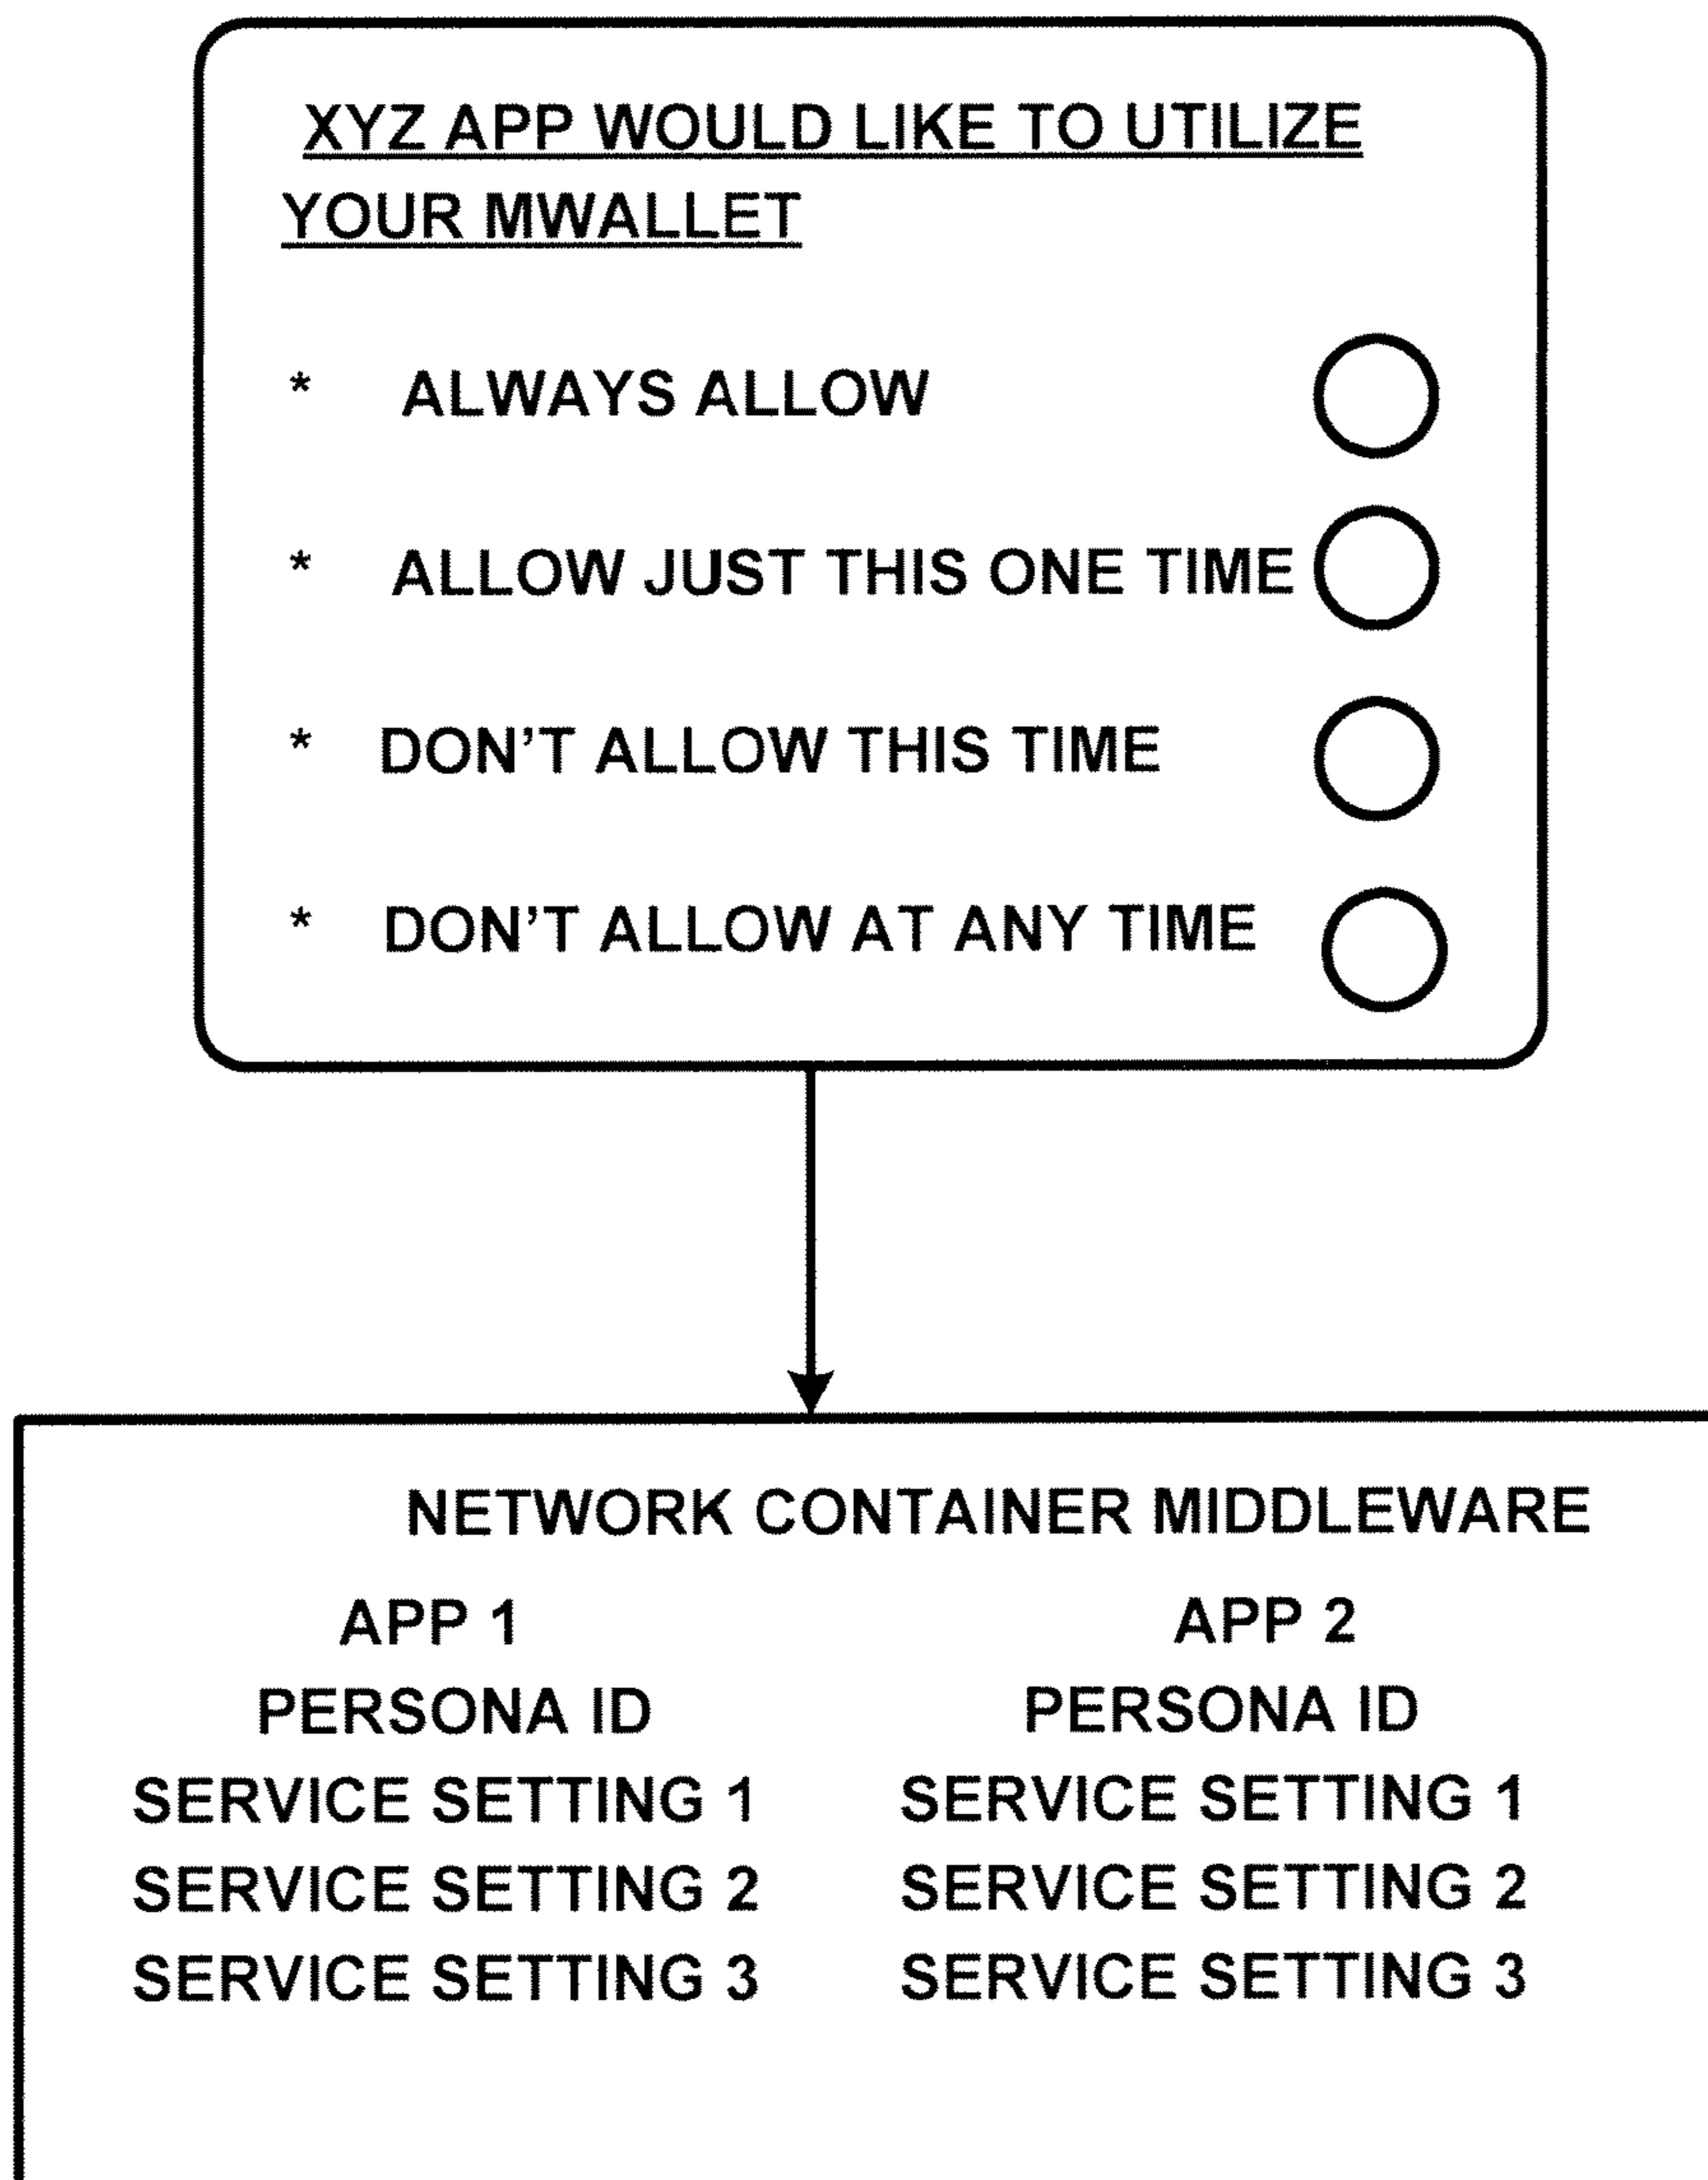 XYZ APP WOULD LIKE TO UTILIZE
YOUR MWALLET
* ALWAYS ALLOW
* ALLOW JUST THIS ONE TIME
* DON'T ALLOW THIS TIME
* DON'T ALLOW AT ANY TIME
NETWORK CONTAINER MIDDLEWARE
APP 1 APP 2
PERSONA ID PERSONA ID
SERVICE SETTING 1 SERVICE SETTING 1
SERVICE SETTING 2 SERVICE SETTING 2
SERVICE SETTING 3 SERVICE SETTING 3